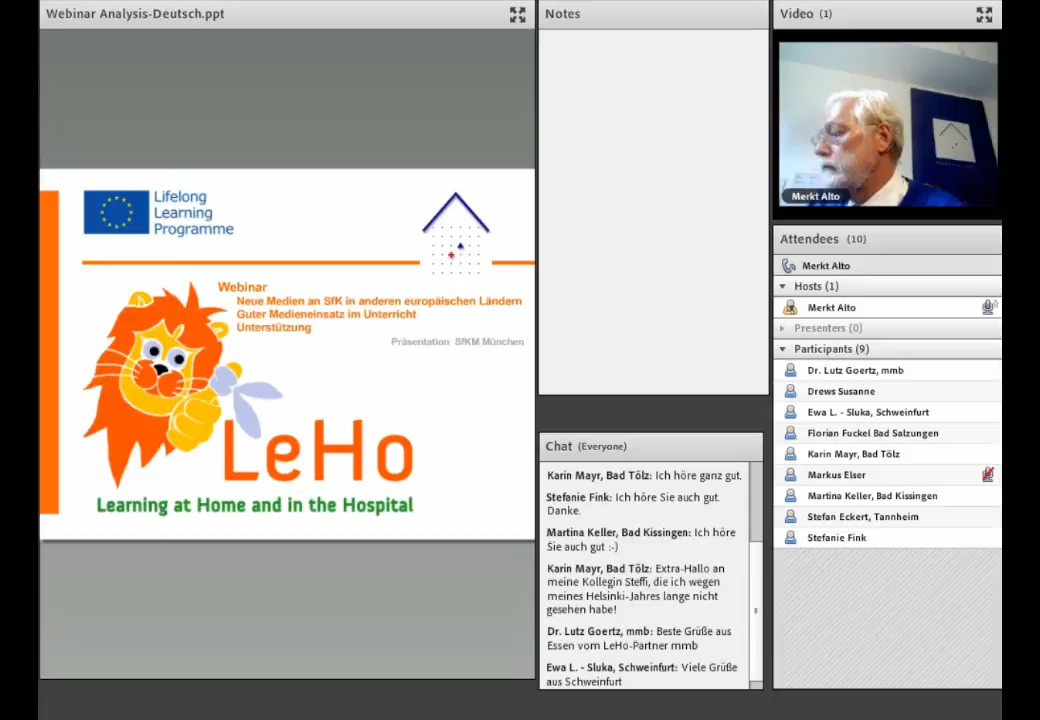 Webinar Analysis-Deutsch.ppt
Lifelong
Learning
Programme
Webinar
Neue Medien an SfK in anderen europäischen Ländern
Guter Medieneinsatz im Unterricht
Unterstützung
Präsentation SfKM München
LeHo
Learning at Home and in the Hospital
Notes
Chat (Everyone)
Karin Mayr, Bad Tölz: Ich höre ganz gut.
Stefanie Fink: Ich höre Sie auch gut.
Danke.
Martina Keller, Bad Kissingen: Ich höre
Sie auch gut :-)
Karin Mayr, Bad Tölz: Extra-Hallo an
meine Kollegin Steffi, die ich wegen
meines Helsinki-Jahres lange nicht
gesehen habe!
Dr. Lutz Goertz, mmb: Beste Grüße aus
Essen vom LeHo-Partner mmb
Ewa L. - Sluka, Schweinfurt: Viele Grüße
aus Schweinfurt
Video (1)
Merkt Alto
Attendees (10)
Merkt Alto
Hosts (1)
Merkt Alto
Presenters (0)
Participants (9)
Dr. Lutz Goertz, mmb
Drews Susanne
Ewa L. - Sluka, Schweinfurt
Florian Fuckel Bad Salzungen
Karin Mayr, Bad Tölz
Markus Elser
Martina Keller, Bad Kissingen
Stefan Eckert, Tannheim
Stefanie Fink